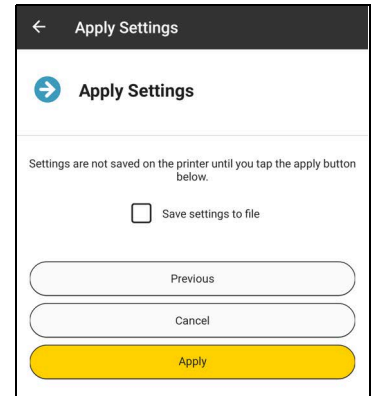 Apply Settings
Apply Settings
Settings are not saved on the printer until you tap the apply button
below.
Save settings to file
Previous
Cancel
Apply